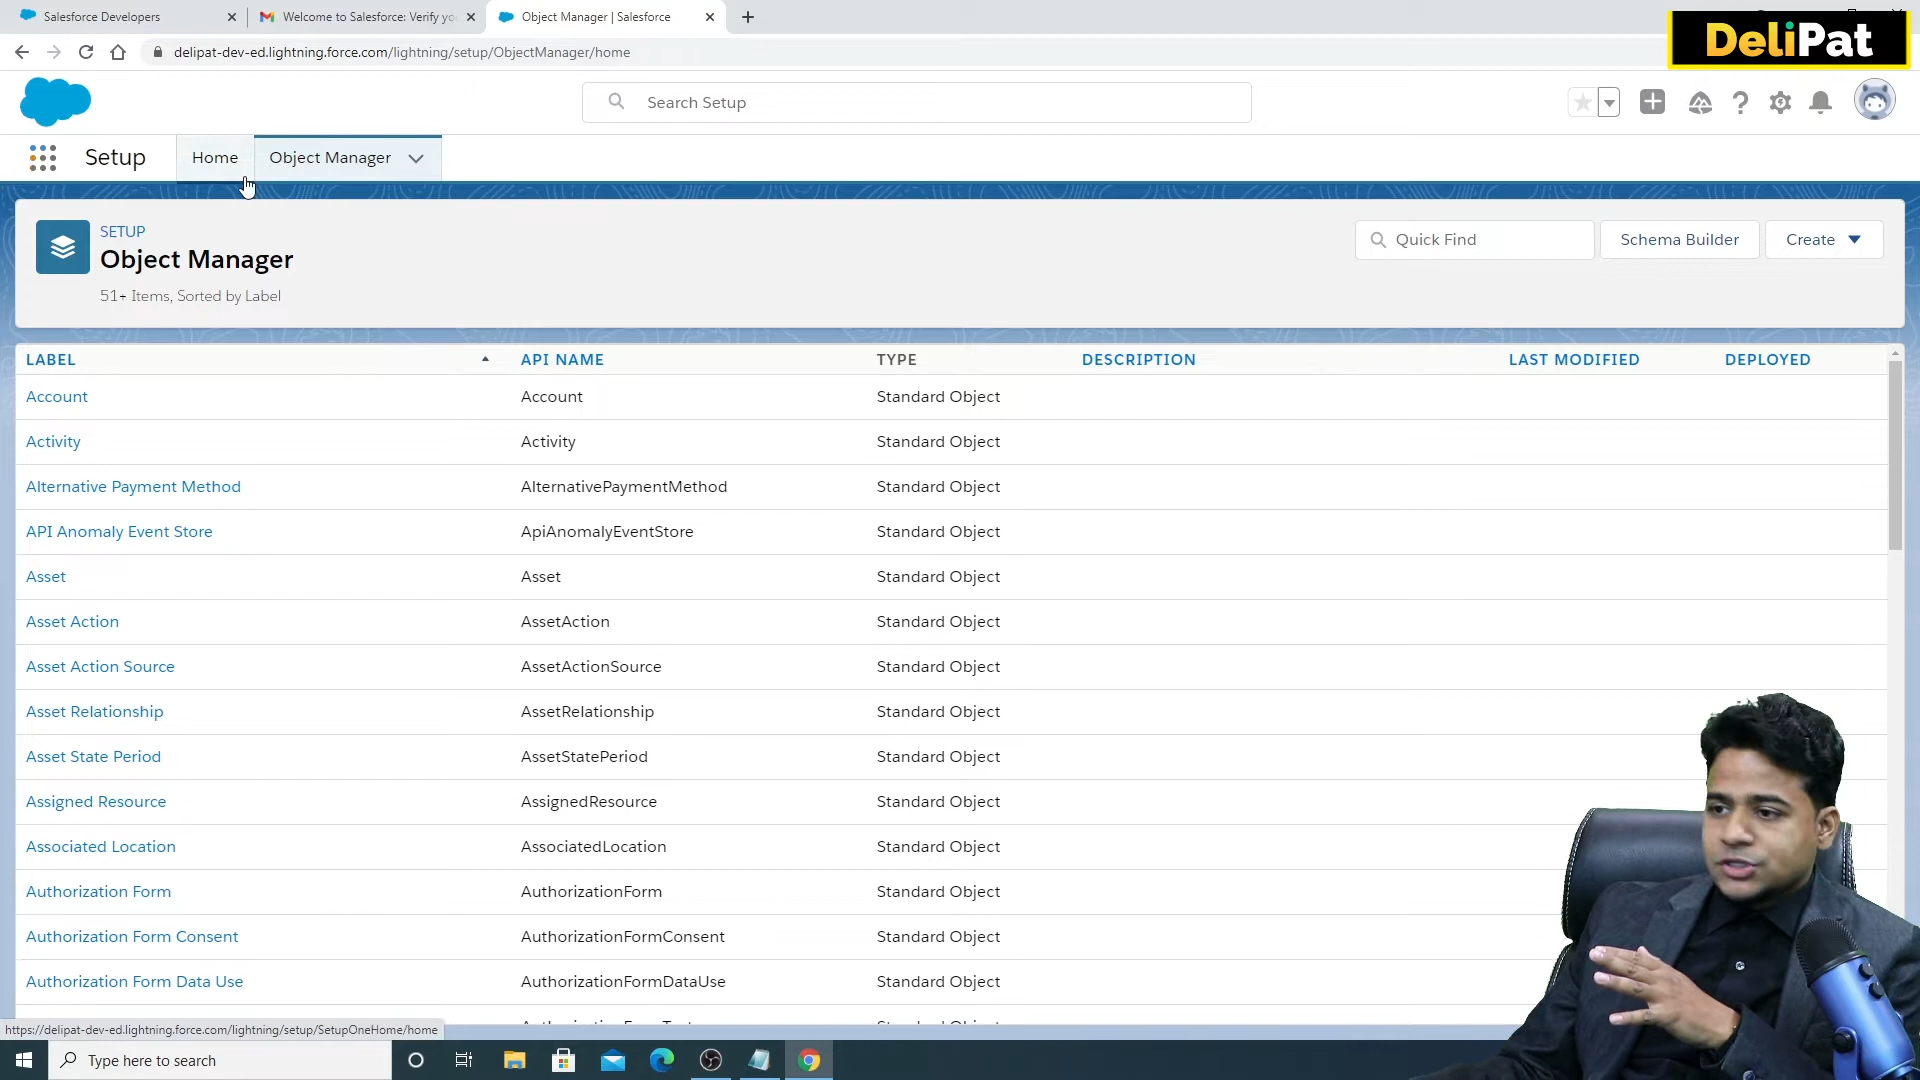 Salesforce Developers
Welcome to Salesforce: Verify yo
Object Manager | Salesforce
delipat-dev-ed.lightning.force.com/lightning/setup/ObjectManager/home
DeliPat
Search Setup
Setup
Home
Object Manager
SETUP
Object Manager
51+ Items, Sorted by Label
Quick Find
Schema Builder
Create
LABEL API NAME TYPE DESCRIPTION LAST MODIFIED DEPLOYED
Account Account Standard Object
Activity Activity Standard Object
Alternative Payment Method AlternativePaymentMethod Standard Object
API Anomaly Event Store ApiAnomalyEventStore Standard Object
Asset Asset Standard Object
Asset Action AssetAction Standard Object
Asset Action Source AssetActionSource Standard Object
Asset Relationship AssetRelationship Standard Object
Asset State Period AssetStatePeriod Standard Object
Assigned Resource AssignedResource Standard Object
Associated Location AssociatedLocation Standard Object
Authorization Form AuthorizationForm Standard Object
Authorization Form Consent AuthorizationFormConsent Standard Object
Authorization Form Data Use AuthorizationFormDataUse Standard Object
https://delipat-dev-ed.lightning.force.com/lightning/setup/SetupOneHome/home
Type here to search